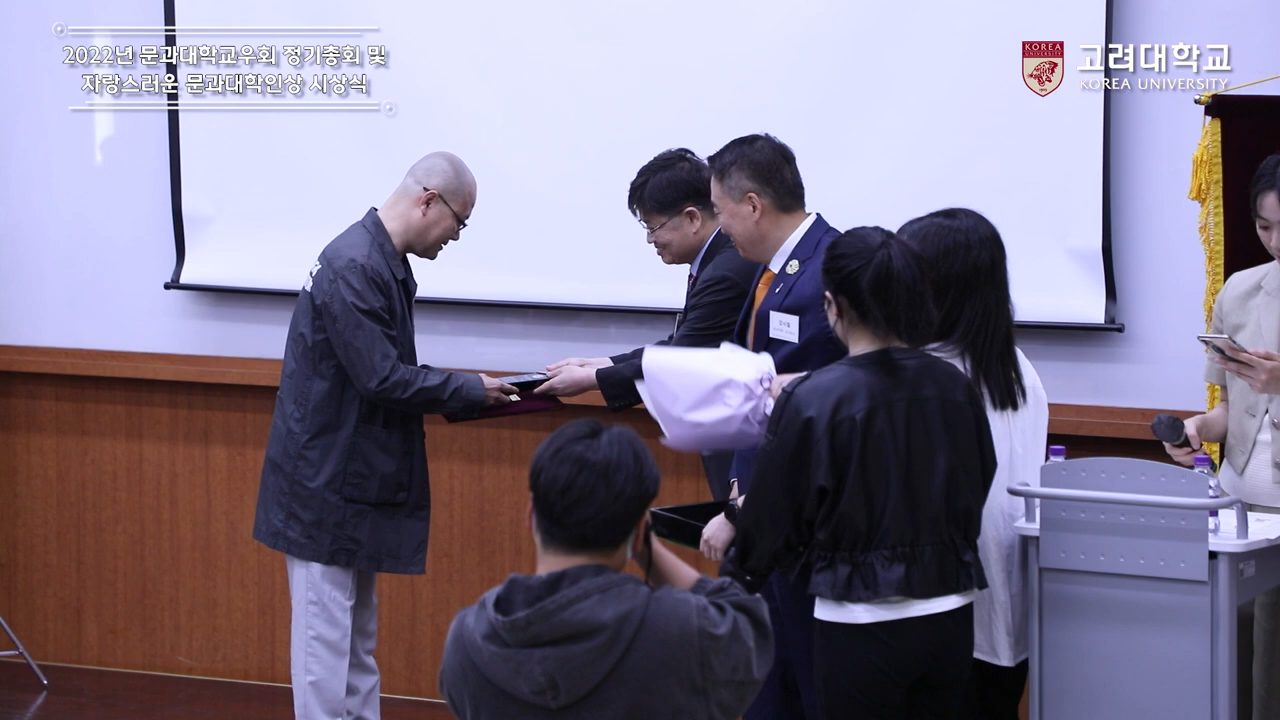 2022년 문과대학교우회 정기총회 및
자랑스러운 문과대학인상 시상식
KOREA
UNIVERSITY
고려대학교
KOREA UNIVERSITY